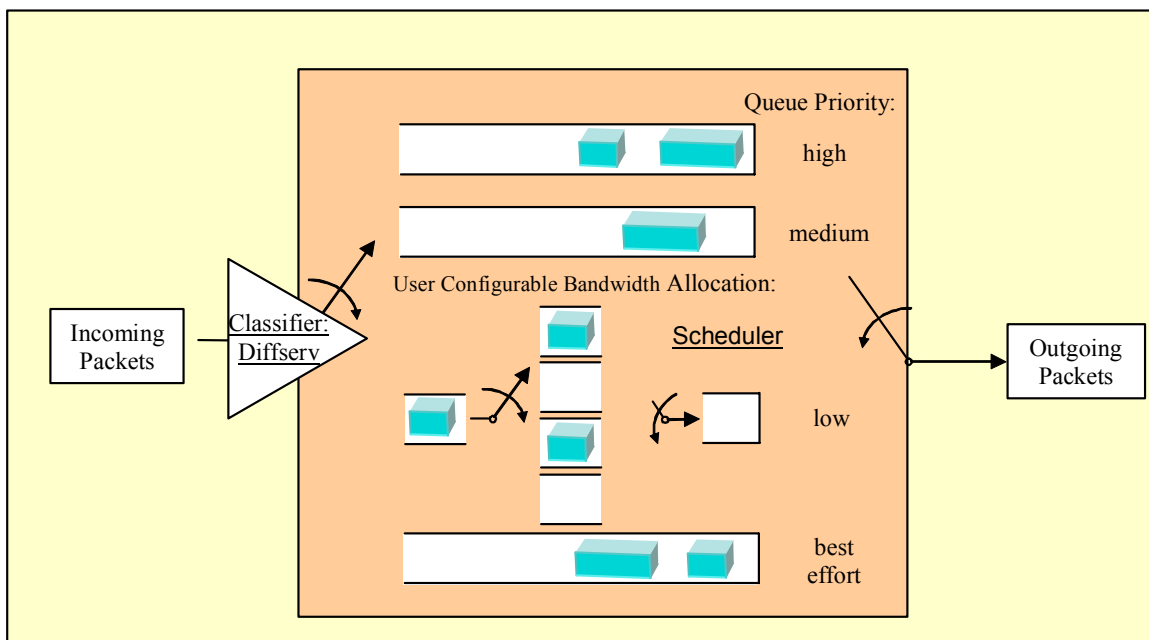 Queue Priority:
high
medium
User Configurable Bandwidth Allocation:
Classifier:
Diffserv
Incoming
Packets
Scheduler
Outgoing
Packets
low
best
effort